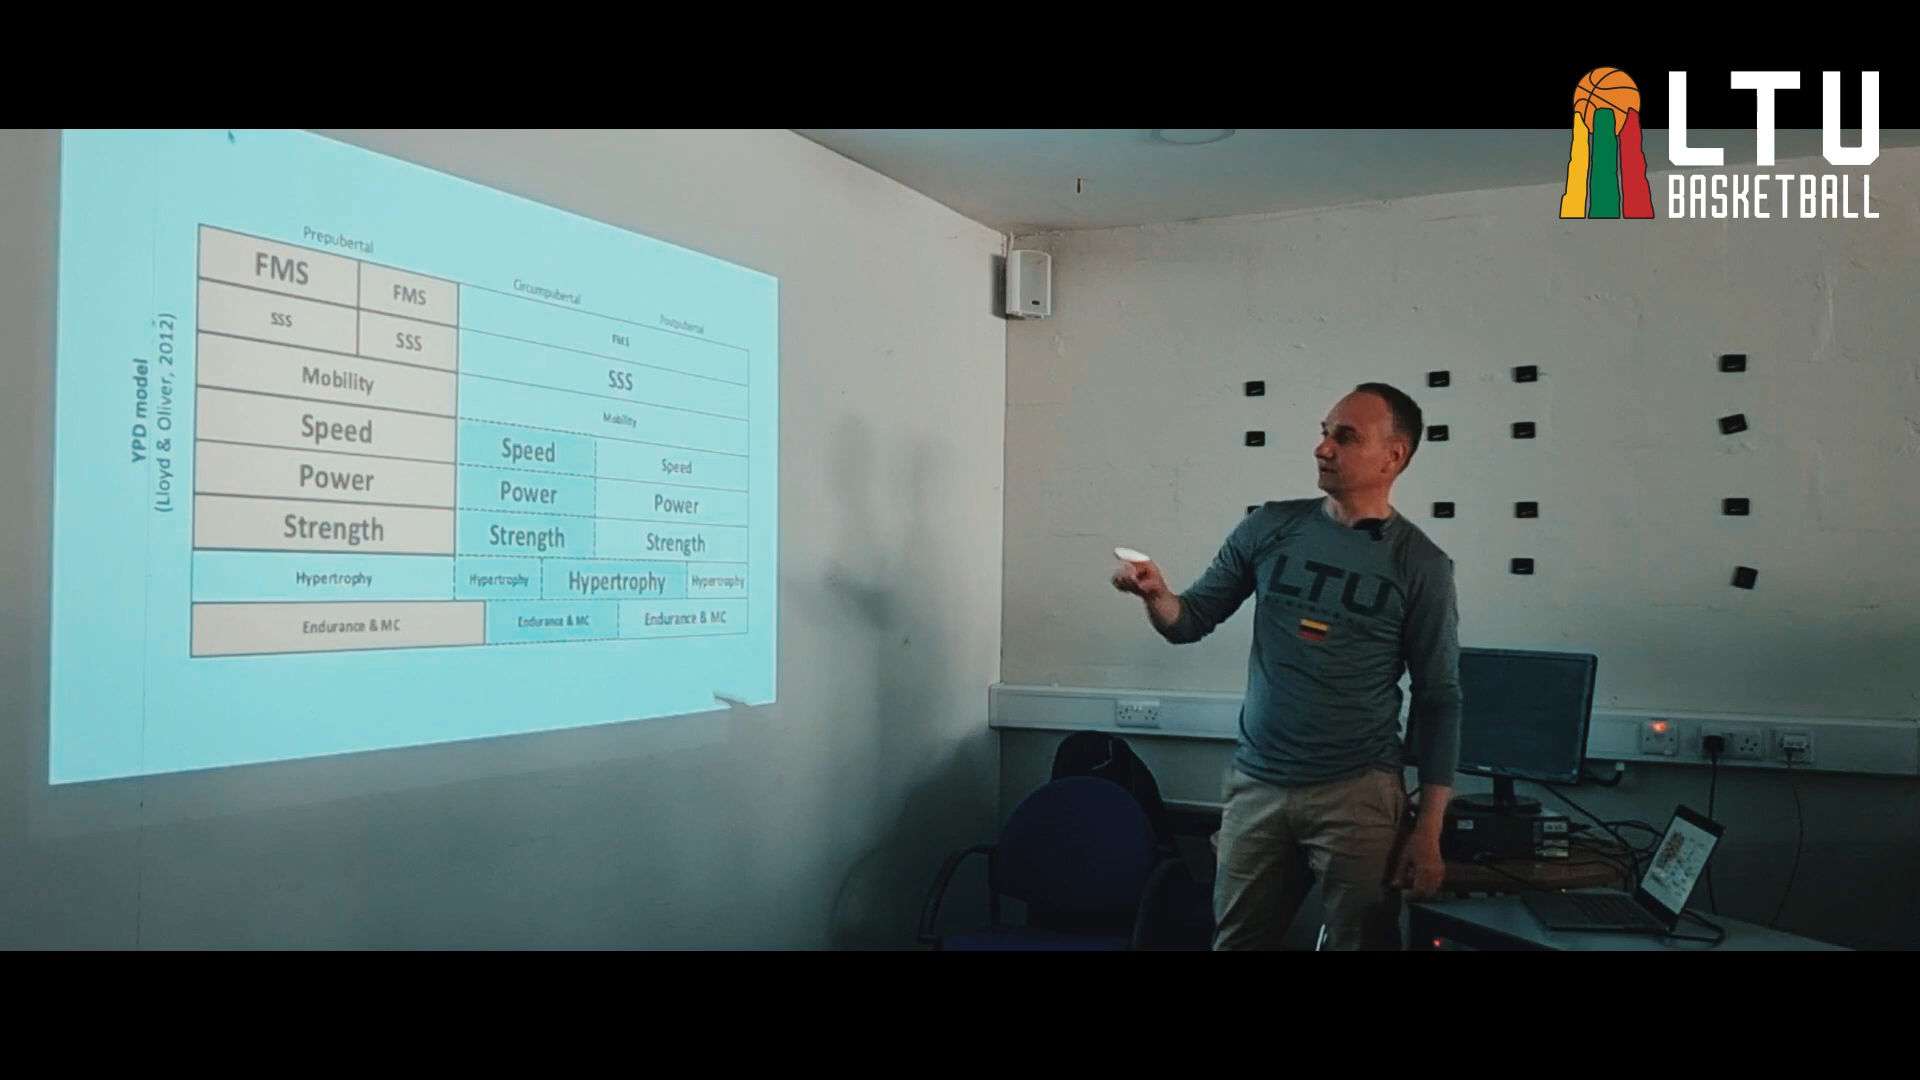 LTU
BASKETBALL
YPD model
(Lloyd & Oliver, 2012)
Prepubertal
Circumpubertal
Postpubertal
FMS
FMS
FMS
SSS
SSS
SSS
Mobility
Mobility
Speed
Speed
Speed
Power
Power
Power
Strength
Strength
Strength
Hypertrophy
Hypertrophy
Hypertrophy
Hypertrophy
Endurance & MC
Endurance & MC
Endurance & MC
LTU